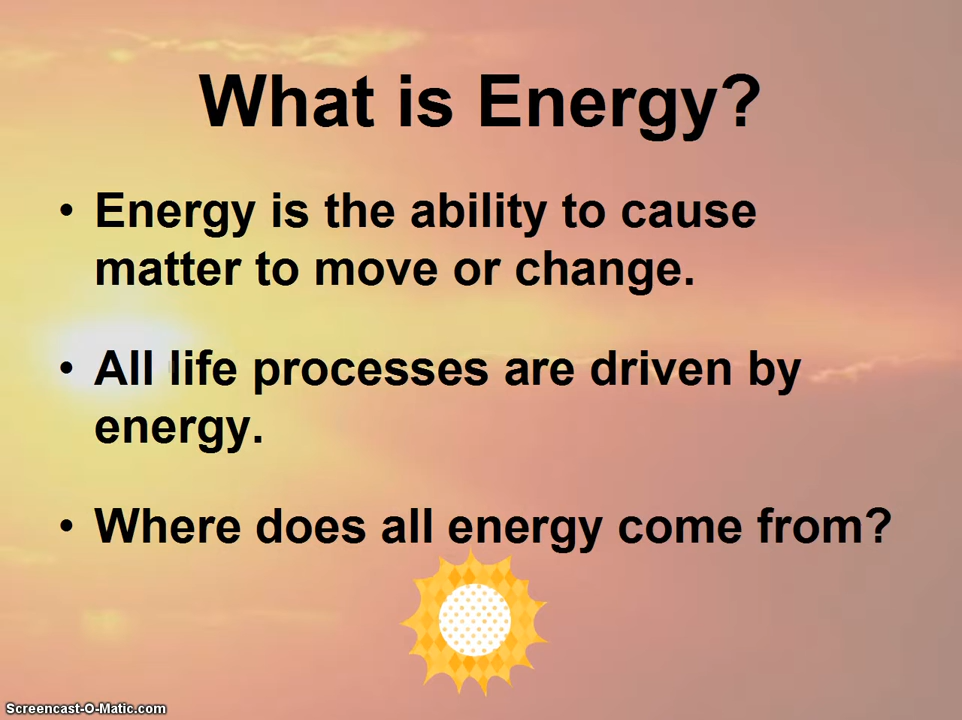 What is Energy?
• Energy is the ability to cause
matter to move or change.
• All life processes are driven by
energy.
• Where does all energy come from?
Screencast-O-Matic.com